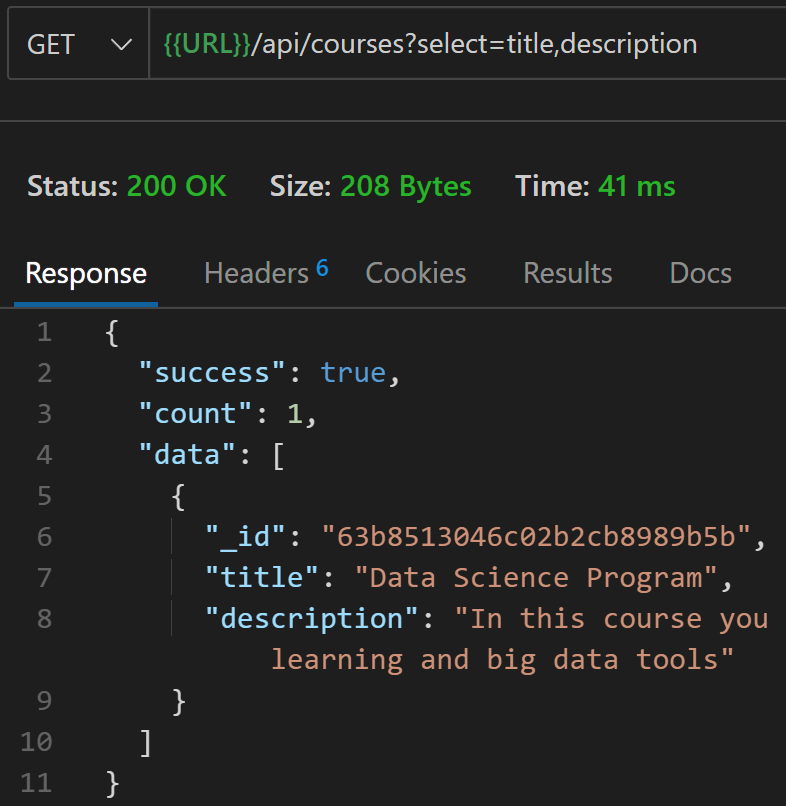 GET {{URL}}/api/courses?select=title,description
Status: 200 OK Size: 208 Bytes Time: 41 ms
Response Headers 6 Cookies Results Docs
1 {
2 "success": true,
3 "count": 1,
4 "data": [
5 {
6 "_id": "63b8513046c02b2cb8989b5b",
7 "title": "Data Science Program",
8 "description": "In this course you
learning and big data tools"
9 }
10 ]
11 }